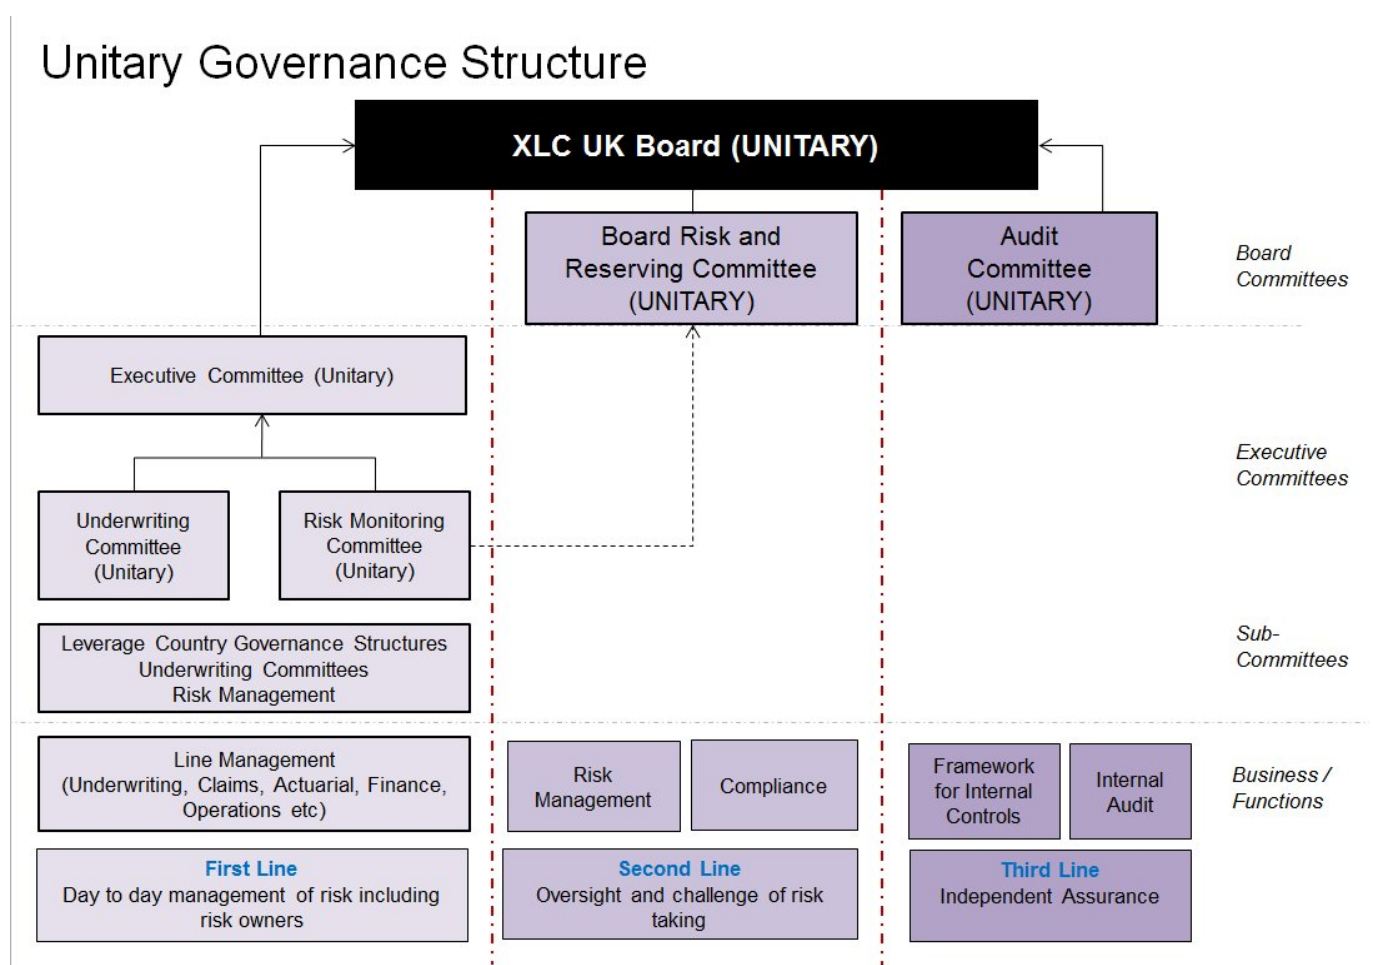 Unitary Governance Structure
XLC UK Board (UNITARY)
Board Risk and
Reserving Committee
(UNITARY)
Audit
Committee
(UNITARY)
Board
Committees
Executive Committee (Unitary)
Executive
Committees
Underwriting
Committee
(Unitary)
Risk Monitoring
Committee
(Unitary)
Leverage Country Governance Structures
Underwriting Committees
Risk Management
Sub-
Committees
Line Management
(Underwriting, Claims, Actuarial, Finance,
Operations etc)
Risk
Management
Compliance
Framework
for Internal
Controls
Internal
Audit
Business /
Functions
First Line
Day to day management of risk including
risk owners
Second Line
Oversight and challenge of risk
taking
Third Line
Independent Assurance